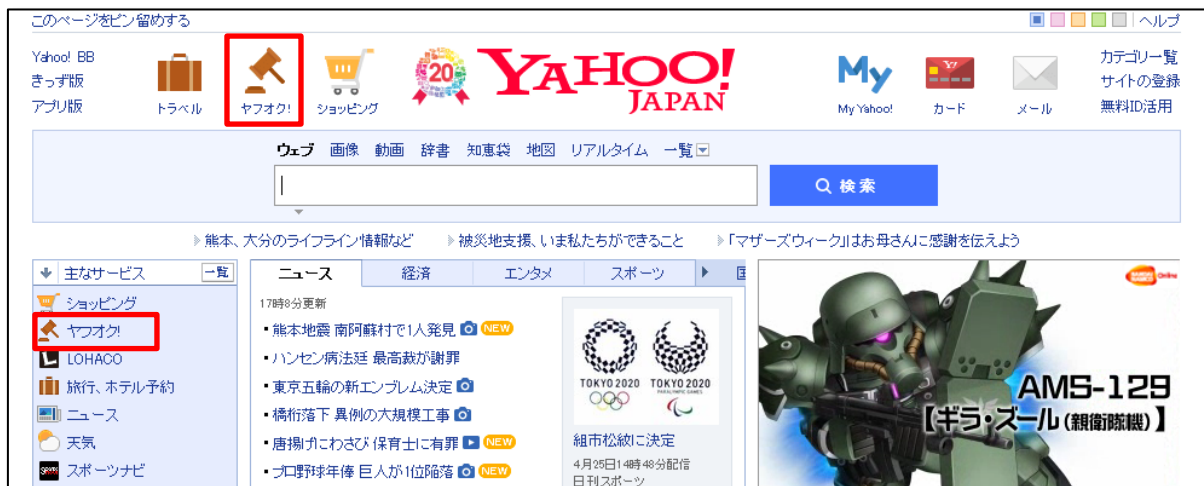 このページをピン留めする
ヘルプ
Yahoo! BB
きっず版
アプリ版
トラベル
ヤフオク!
ショッピング
20
YAHOO!
JAPAN
My
My Yahoo!
Y!
カード
メール
カテゴリ一覧
サイトの登録
無料ID活用
ウェブ 画像 動画 辞書 知恵袋 地図 リアルタイム 一覧
検索
熊本、大分のライフライン情報など 被災地支援、いま私たちができること 「マザーズウィーク」はお母さんに感謝を伝えよう
主なサービス 一覧
ショッピング
ヤフオク!
LOHACO
旅行、ホテル予約
ニュース
天気
スポーツナビ
ニュース 経済 エンタメ スポーツ
17時8分更新
・熊本地震 南阿蘇村で1人発見 NEW
・ハンセン病法廷 最高裁が謝罪
・東京五輪の新エンブレム決定
・橋桁落下 異例の大規模工事
・唐揚げにわさび 保育士に有罪 NEW
・プロ野球年俸 巨人が1位陥落 NEW
TOKYO 2020 TOKYO 2020
PARALYMPIC GAMES
組市松紋に決定
4月25日14時48分配信
日刊スポーツ
Online
AMS-129
【ギラ・ズール(親衛隊機)】